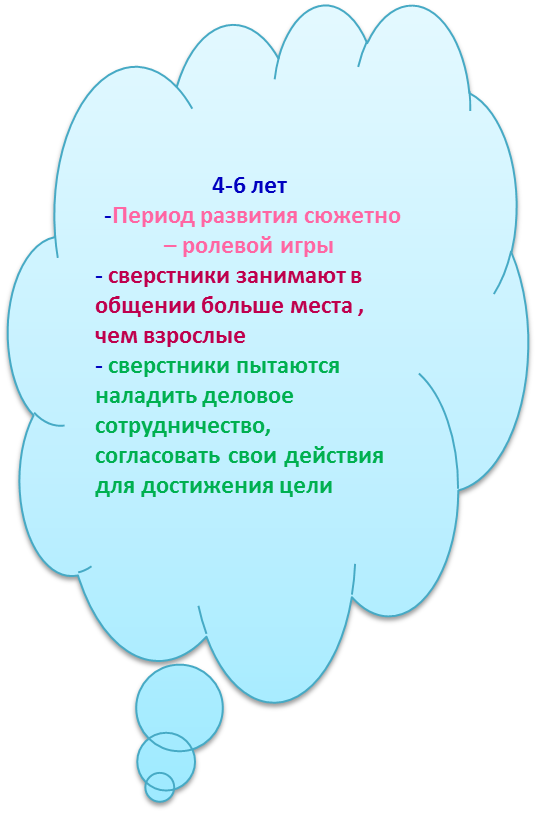 4-6 лет
-Период развития сюжетно
– ролевой игры
- сверстники занимают в
общении больше места ,
чем взрослые
- сверстники пытаются
наладить деловое
сотрудничество,
согласовать свои действия
для достижения цели